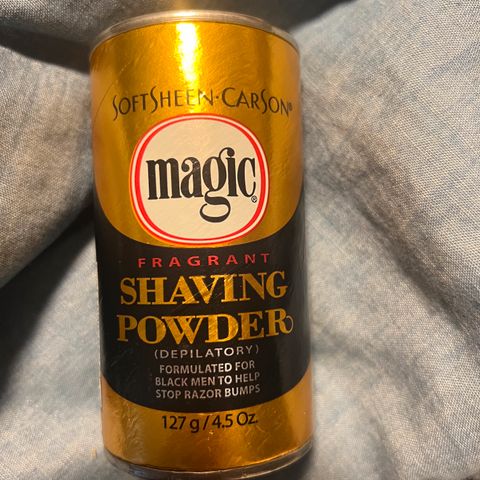 SOFTSHEEN·CARSON®
magic®
FRAGRANT
SHAVING
POWDER
(DEPILATORY)
FORMULATED FOR
BLACK MEN TO HELP
STOP RAZOR BUMPS
127 g / 4.5 Oz.